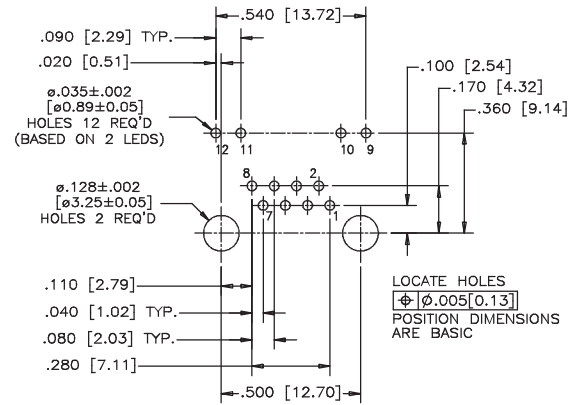 .540 [13.72]
.090 [2.29] TYP.
.020 [0.51]
.100 [2.54]
.170 [4.32]
.360 [9.14]
ø.035±.002
[ø0.89±0.05]
HOLES 12 REQ'D
(BASED ON 2 LEDS)
12 11 10 9
8 2
7 1
ø.128±.002
[ø3.25±0.05]
HOLES 2 REQ'D
.110 [2.79]
.040 [1.02] TYP.
.080 [2.03] TYP.
.280 [7.11]
.500 [12.70]
LOCATE HOLES
⌖ Ø.005[0.13]
POSITION DIMENSIONS
ARE BASIC